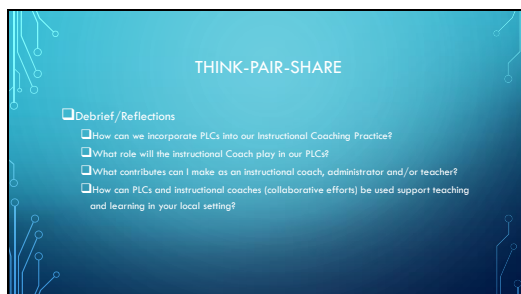 THINK-PAIR-SHARE
Debrief/Reflections
How can we incorporate PLCs into our Instructional Coaching Practice?
What role will the instructional Coach play in our PLCs?
What contributes can I make as an instructional coach, administrator and/or teacher?
How can PLCs and instructional coaches (collaborative efforts) be used support teaching
and learning in your local setting?